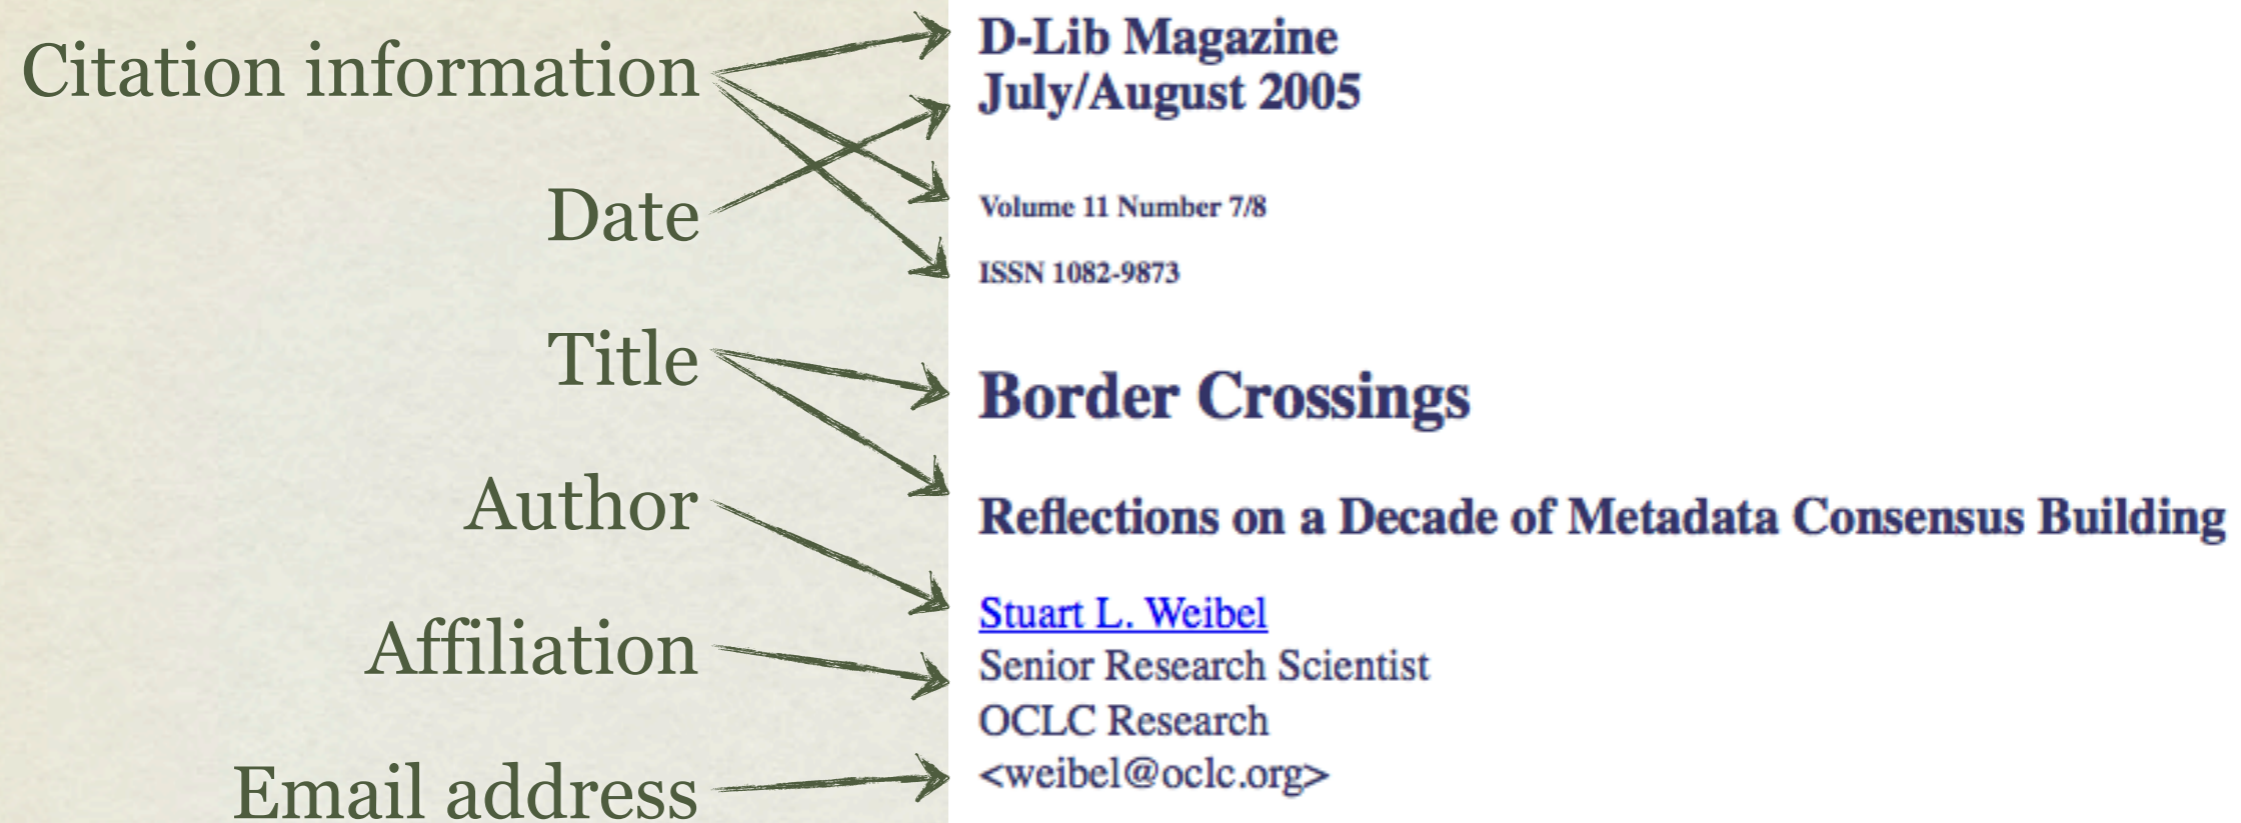 Citation information
Date
Title
Author
Affiliation
Email address
D-Lib Magazine
July/August 2005
Volume 11 Number 7/8
ISSN 1082-9873
Border Crossings
Reflections on a Decade of Metadata Consensus Building
Stuart L. Weibel
Senior Research Scientist
OCLC Research
<weibel@oclc.org>